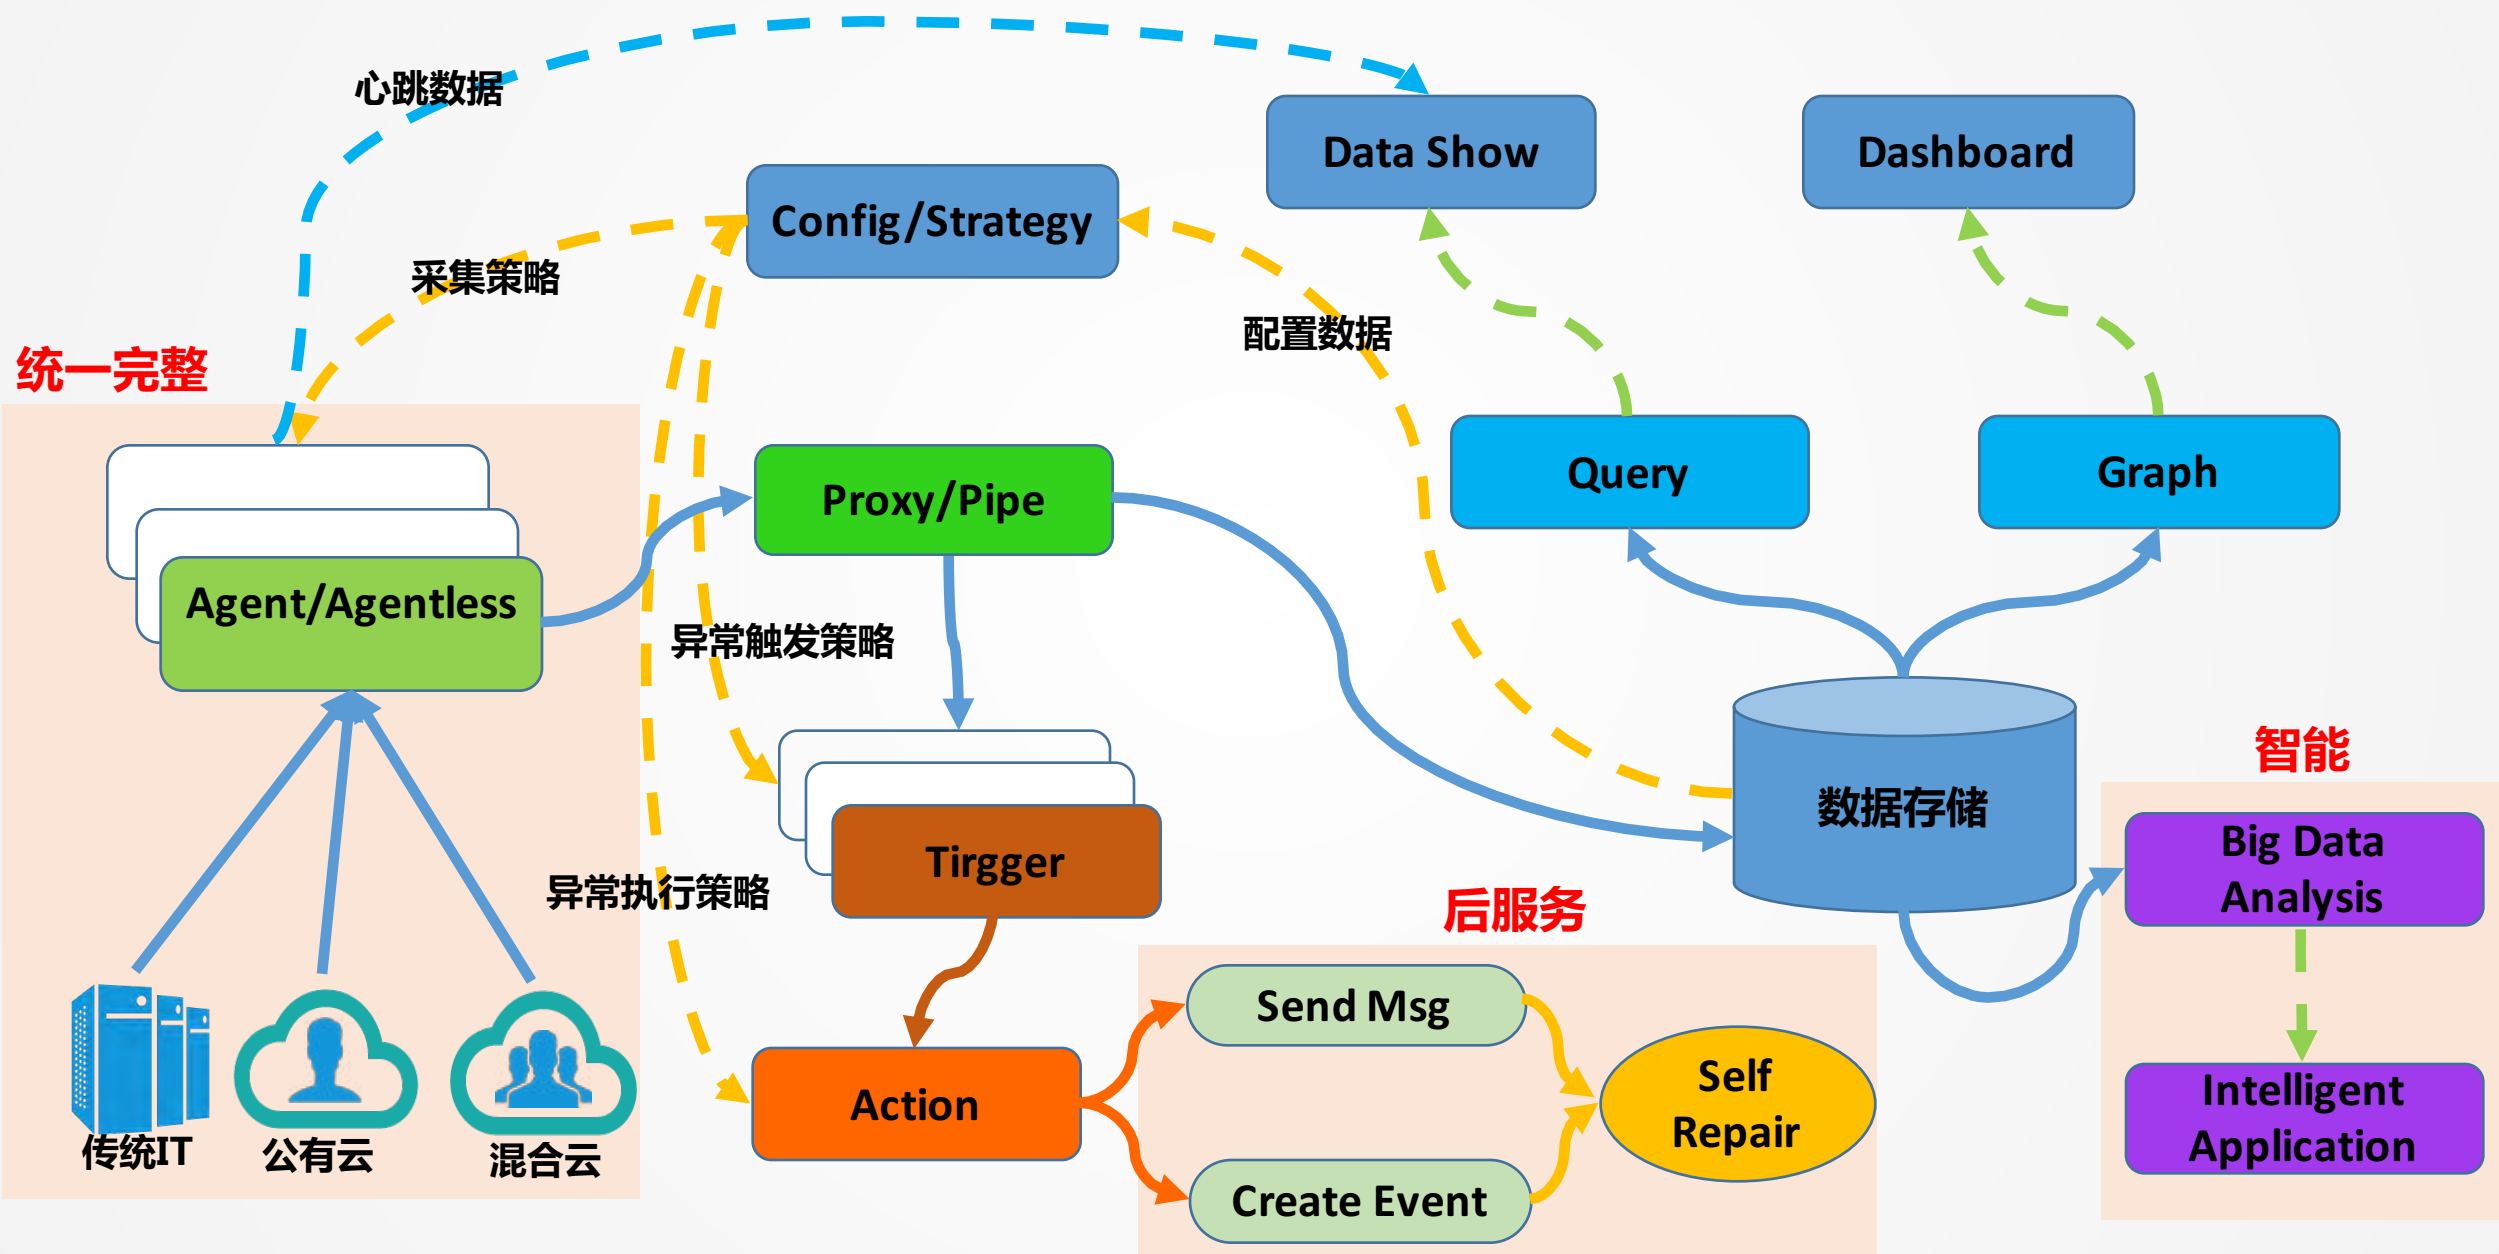 心跳数据
Data Show
Dashboard
Config/Strategy
采集策略
配置数据
统一完整
Query
Graph
Proxy/Pipe
Agent/Agentless
异常触发策略
智能
数据存储
Big Data
Analysis
Tirgger
异常执行策略
后服务
Send Msg
Self
Repair
Action
Intelligent
Application
传统IT
公有云
混合云
Create Event